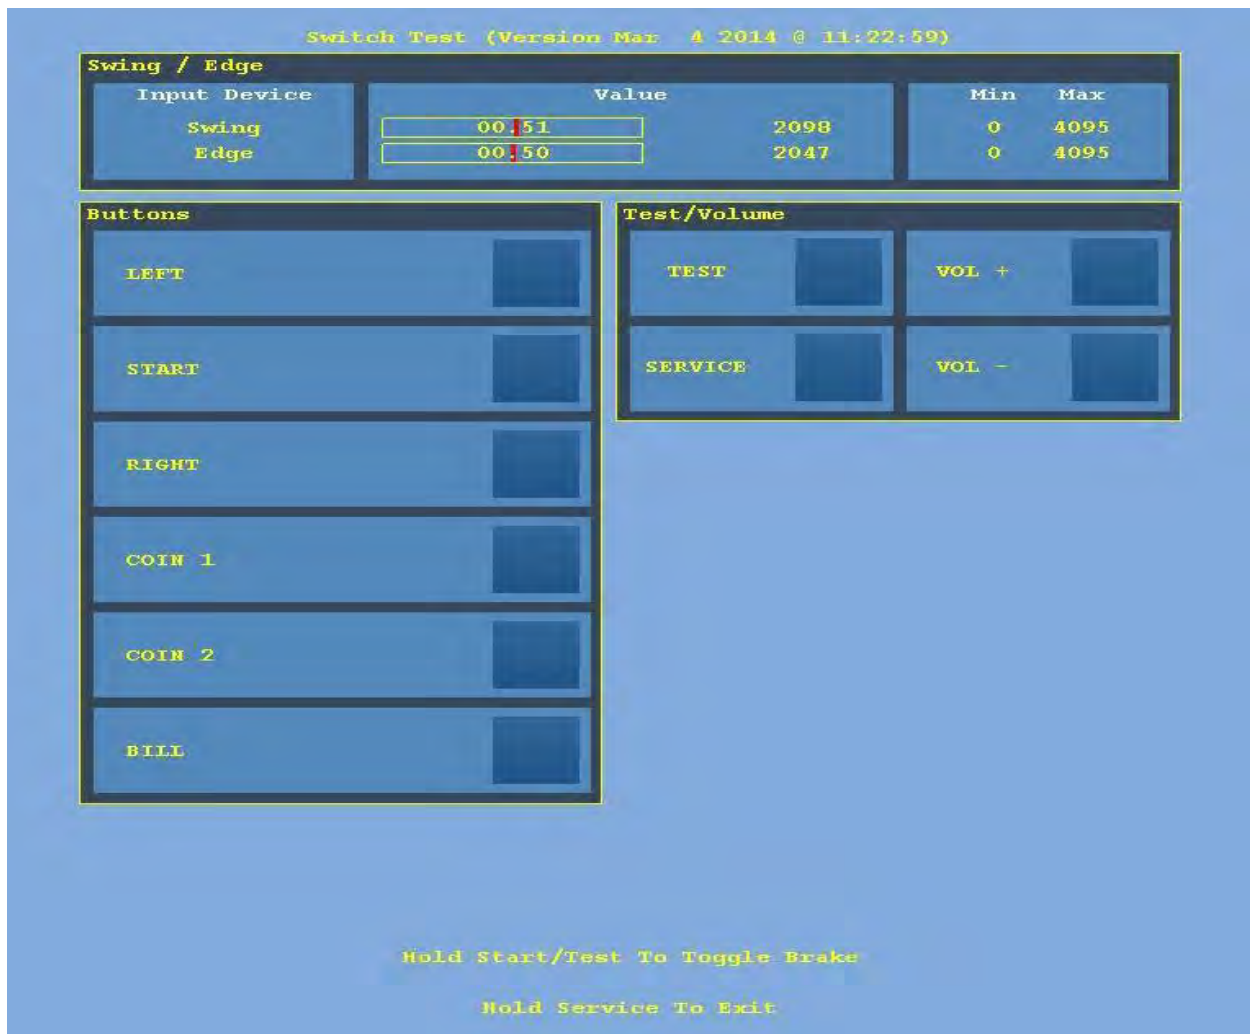 Switch Test (Version Mar  4 2014 @ 11:22:59)
Swing / Edge
Input Device Value Min Max
Swing 00.51 2098 0 4095
Edge 00.50 2047 0 4095
Buttons
LEFT
START
RIGHT
COIN 1
COIN 2
BILL
Test/Volume
TEST VOL +
SERVICE VOL -
Hold Start/Test To Toggle Brake
Hold Service To Exit